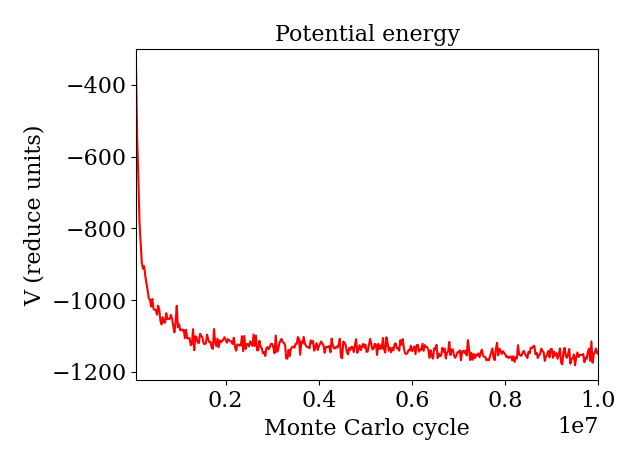 Potential energy
V (reduce units)
−400
−600
−800
−1000
−1200
0.2 0.4 0.6 0.8 1.0
1e7
Monte Carlo cycle